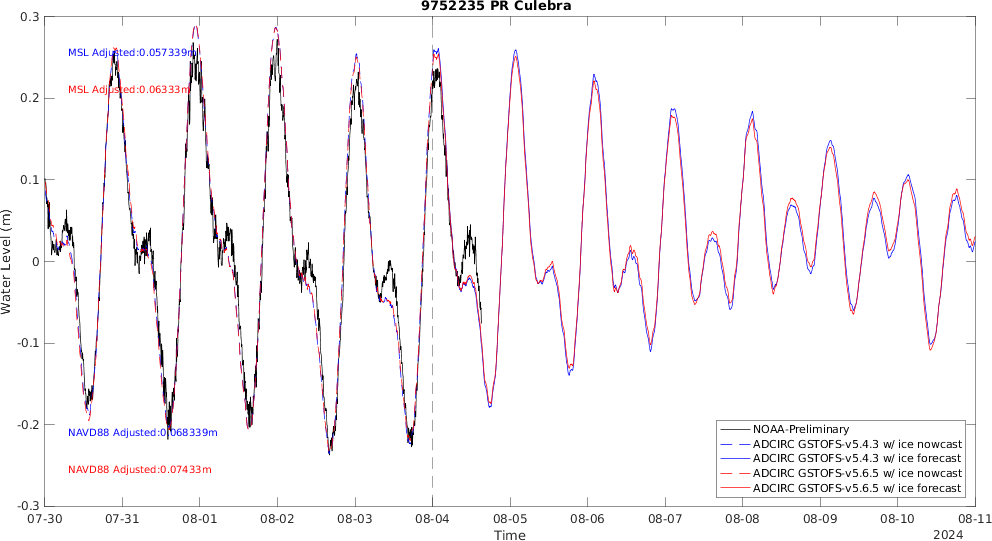 9752235 PR Culebra
0.3
0.2
0.1
0
-0.1
-0.2
-0.3
Water Level (m)
MSL Adjusted:0.057339m
MSL Adjusted:0.06333m
NAVD88 Adjusted:0.068339m
NAVD88 Adjusted:0.07433m
NOAA-Preliminary
ADCIRC GSTOFS-v5.4.3 w/ ice nowcast
ADCIRC GSTOFS-v5.4.3 w/ ice forecast
ADCIRC GSTOFS-v5.6.5 w/ ice nowcast
ADCIRC GSTOFS-v5.6.5 w/ ice forecast
07-30 07-31 08-01 08-02 08-03 08-04 08-05 08-06 08-07 08-08 08-09 08-10 08-11
Time
2024